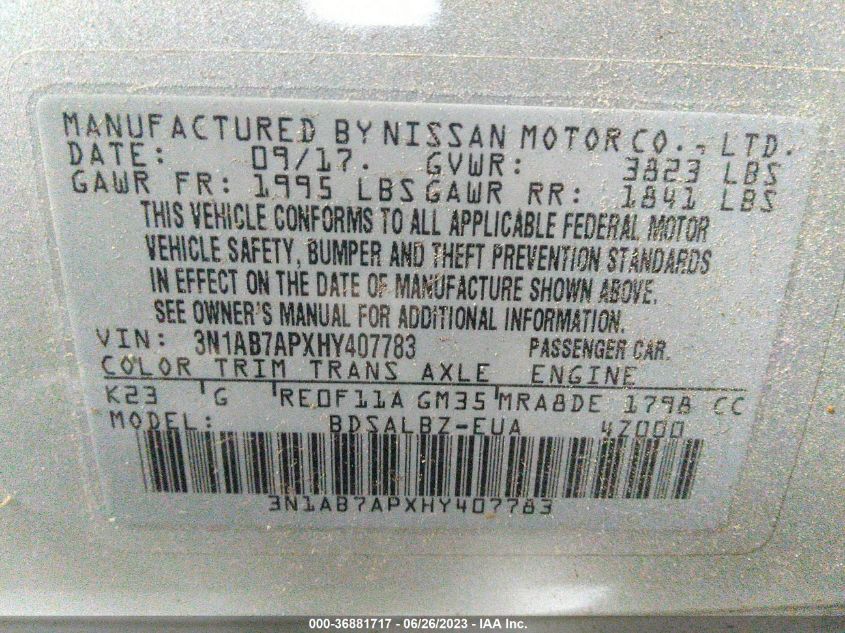 MANUFACTURED BY NISSAN MOTOR CO., LTD.
DATE: 09/17. GVWR: 3823 LBS
GAWR FR: 1995 LBS GAWR RR: 1841 LBS
THIS VEHICLE CONFORMS TO ALL APPLICABLE FEDERAL MOTOR
VEHICLE SAFETY, BUMPER AND THEFT PREVENTION STANDARDS
IN EFFECT ON THE DATE OF MANUFACTURE SHOWN ABOVE.
SEE OWNER'S MANUAL FOR ADDITIONAL INFORMATION.
VIN: 3N1AB7APXHY407783 PASSENGER CAR.
COLOR TRIM TRANS AXLE ENGINE
K23 G RE0F11A GM35 MRA8DE 1798 CC
MODEL: BDSALBZ-EUA 4Z000
3N1AB7APXHY407783
000-36881717 - 06/26/2023 - IAA Inc.